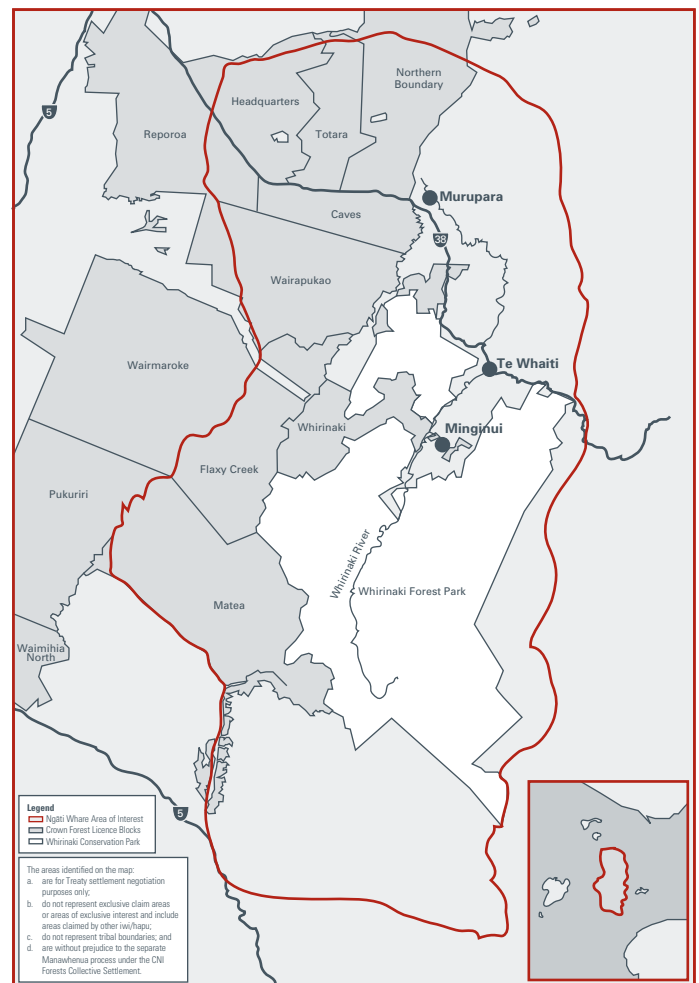 Northern
Boundary
Headquarters
5
Reporoa
Totara
Murupara
Caves
38
Wairapukao
Te Whaiti
Wairmaroke
Whirinaki
Minginui
Flaxy Creek
Pukuriri
Whirinaki River
Whirinaki Forest Park
Matea
Waimihia
North
5
Legend
Ngāti Whare Area of Interest
Crown Forest Licence Blocks
Whirinaki Conservation Park
The areas identified on the map:
a. are for Treaty settlement negotiation
purposes only;
b. do not represent exclusive claim areas
or areas of exclusive interest and include
areas claimed by other iwi/hapu;
c. do not represent tribal boundaries; and
d. are without prejudice to the separate
Manawhenua process under the CNI
Forests Collective Settlement.